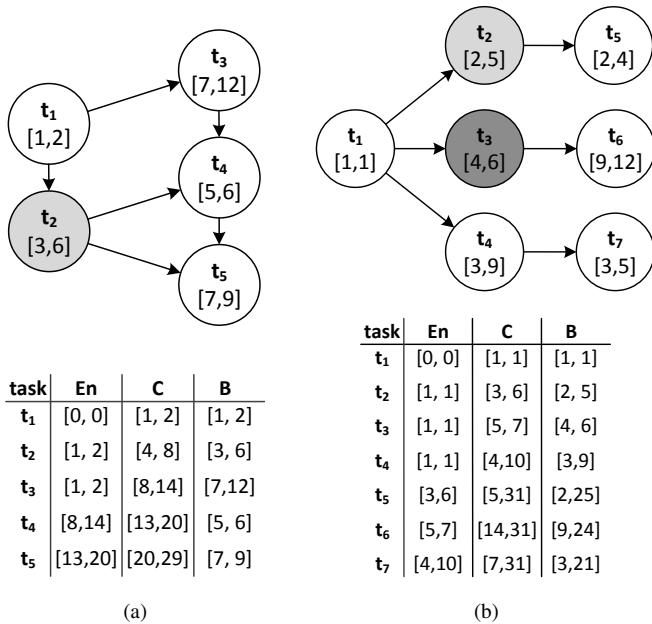 t₁
[1,2]
t₃
[7,12]
t₂
[3,6]
t₄
[5,6]
t₅
[7,9]
task En C B
t₁ [0, 0] [1, 2] [1, 2]
t₂ [1, 2] [4, 8] [3, 6]
t₃ [1, 2] [8,14] [7,12]
t₄ [8,14] [13,20] [5, 6]
t₅ [13,20] [20,29] [7, 9]
(a)
t₂
[2,5]
t₅
[2,4]
t₁
[1,1]
t₃
[4,6]
t₆
[9,12]
t₄
[3,9]
t₇
[3,5]
task En C B
t₁ [0, 0] [1, 1] [1, 1]
t₂ [1, 1] [3, 6] [2, 5]
t₃ [1, 1] [5, 7] [4, 6]
t₄ [1, 1] [4,10] [3,9]
t₅ [3,6] [5,31] [2,25]
t₆ [5,7] [14,31] [9,24]
t₇ [4,10] [7,31] [3,21]
(b)